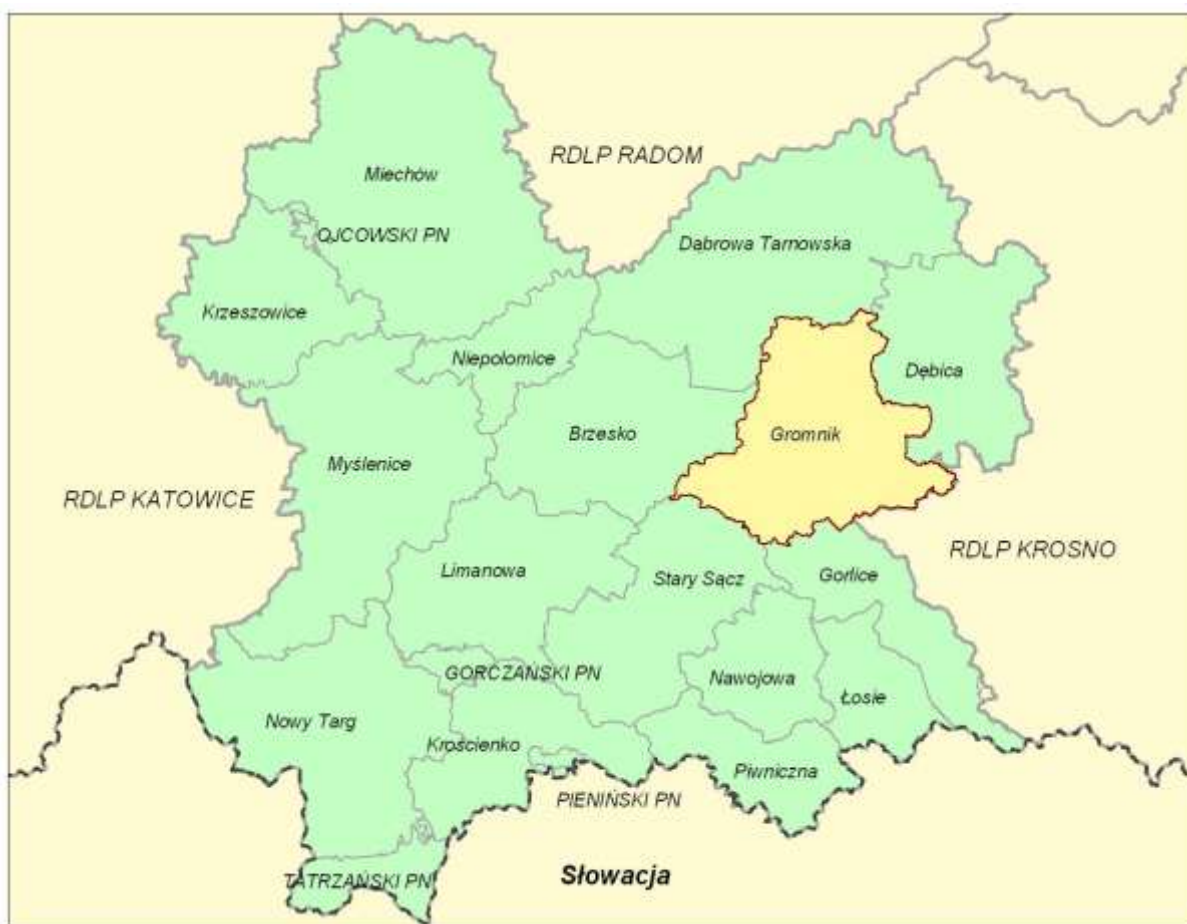 RDLP RADOM
Miechów
OJCOWSKI PN
Dąbrowa Tarnowska
Krzeszowice
Niepołomice
Dębica
Brzesko
Gromnik
Myślenice
RDLP KATOWICE
RDLP KROSNO
Limanowa
Stary Sącz
Gorlice
GORCZAŃSKI PN
Nawojowa
Łosie
Nowy Targ
Krościenko
Piwniczna
PIENIŃSKI PN
Słowacja
TATRZAŃSKI PN